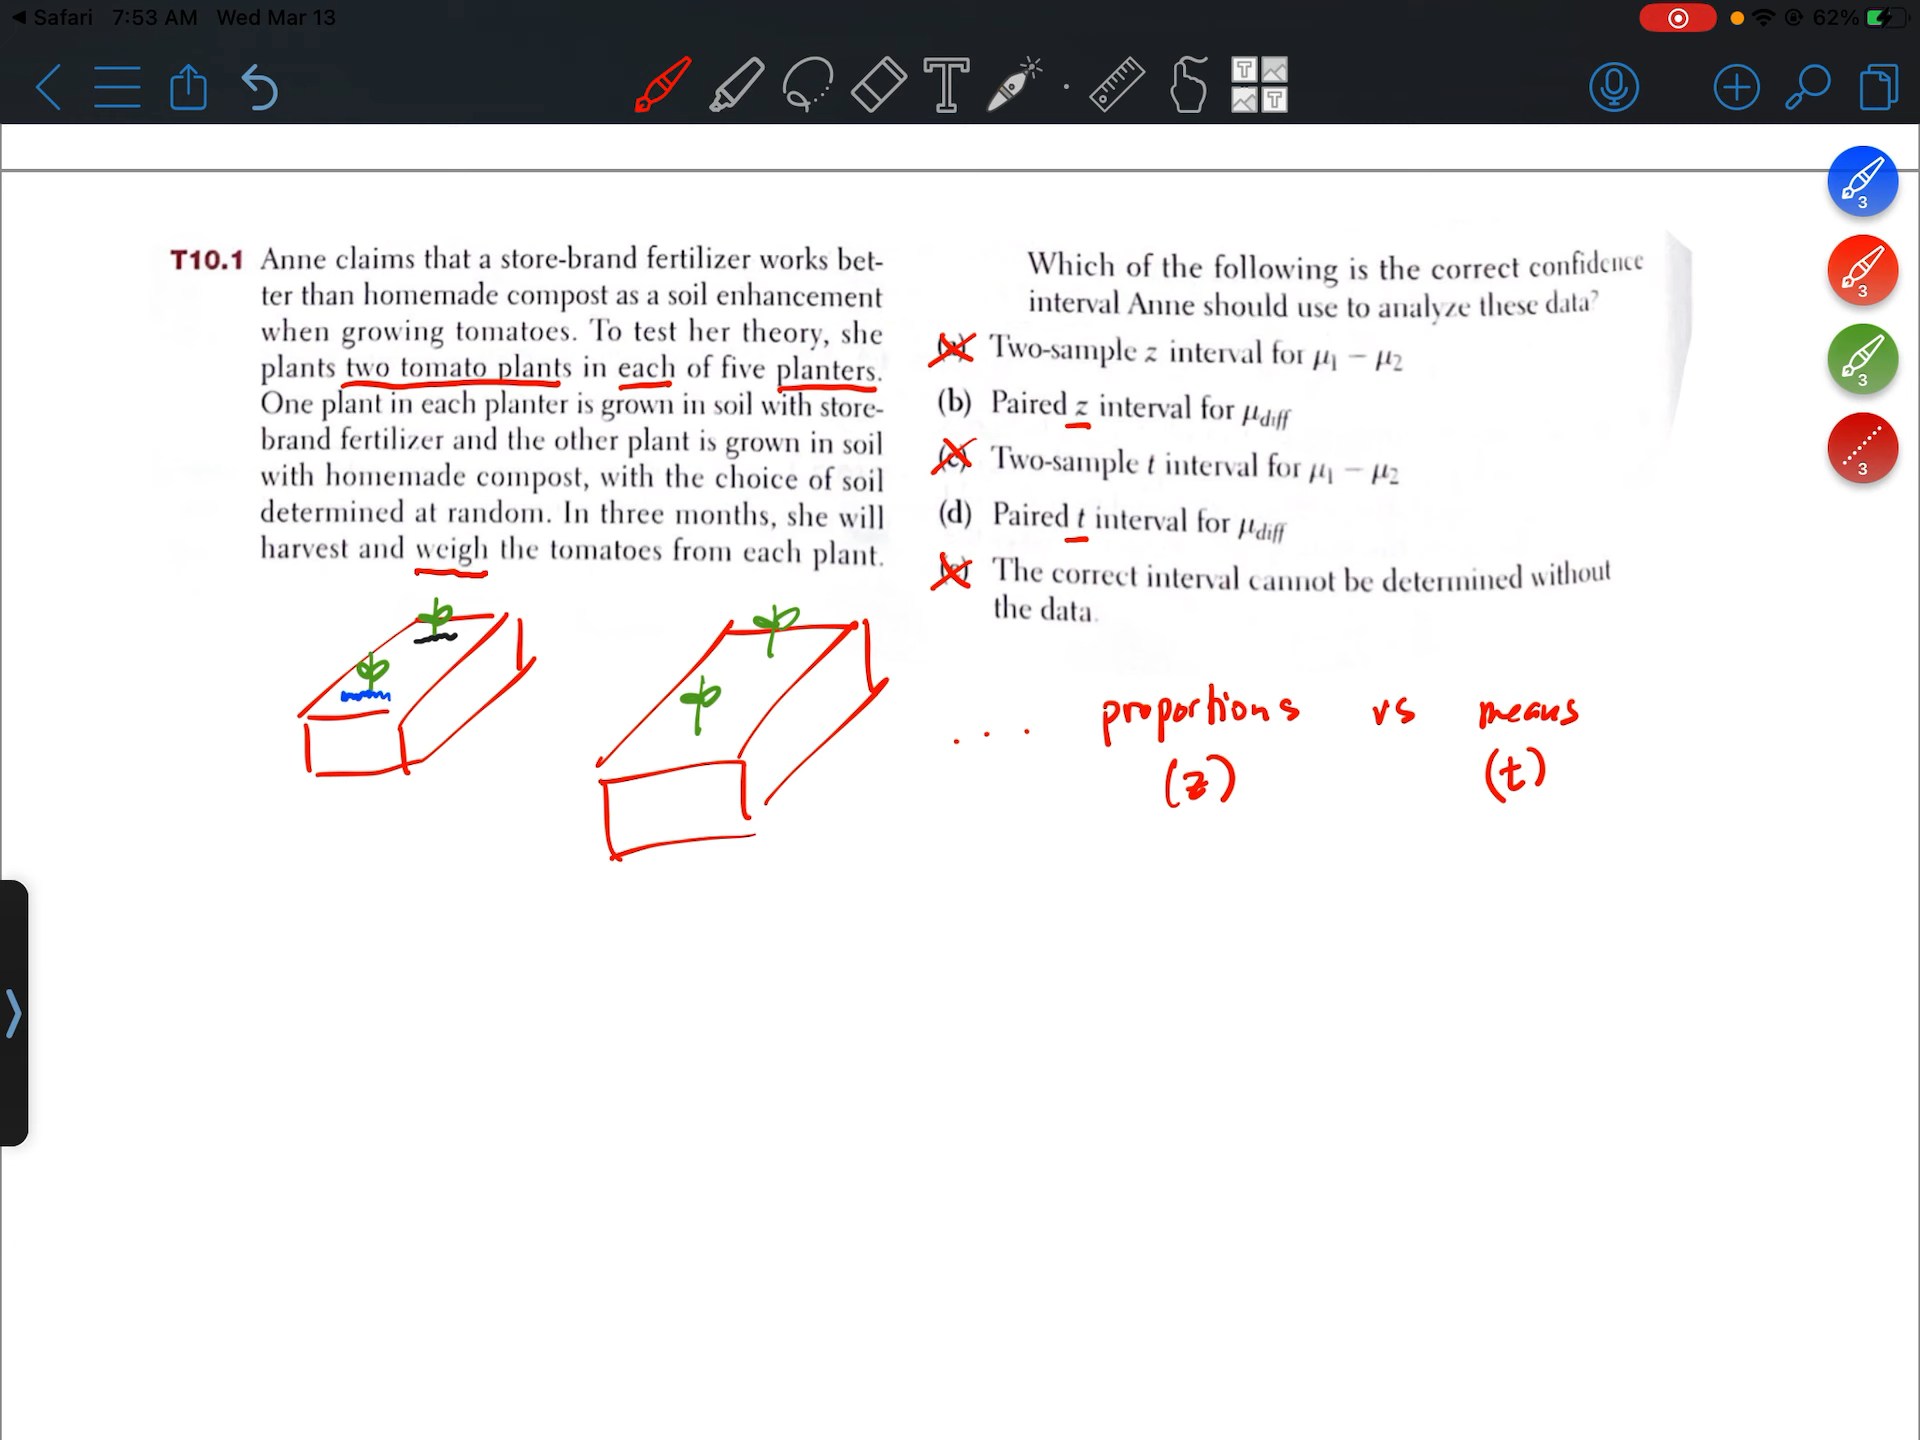 Safari 7:53 AM Wed Mar 13
62%
T
T
T
3
3
3
3
T10.1 Anne claims that a store-brand fertilizer works bet-
ter than homemade compost as a soil enhancement
when growing tomatoes. To test her theory, she
plants two tomato plants in each of five planters.
One plant in each planter is grown in soil with store-
brand fertilizer and the other plant is grown in soil
with homemade compost, with the choice of soil
determined at random. In three months, she will
harvest and weigh the tomatoes from each plant.
Which of the following is the correct confidence
interval Anne should use to analyze these data?
(a) Two-sample z interval for μ1 − μ2
(b) Paired z interval for μdiff
(c) Two-sample t interval for μ1 − μ2
(d) Paired t interval for μdiff
(e) The correct interval cannot be determined without
the data.
... proportions vs means
(z) (t)